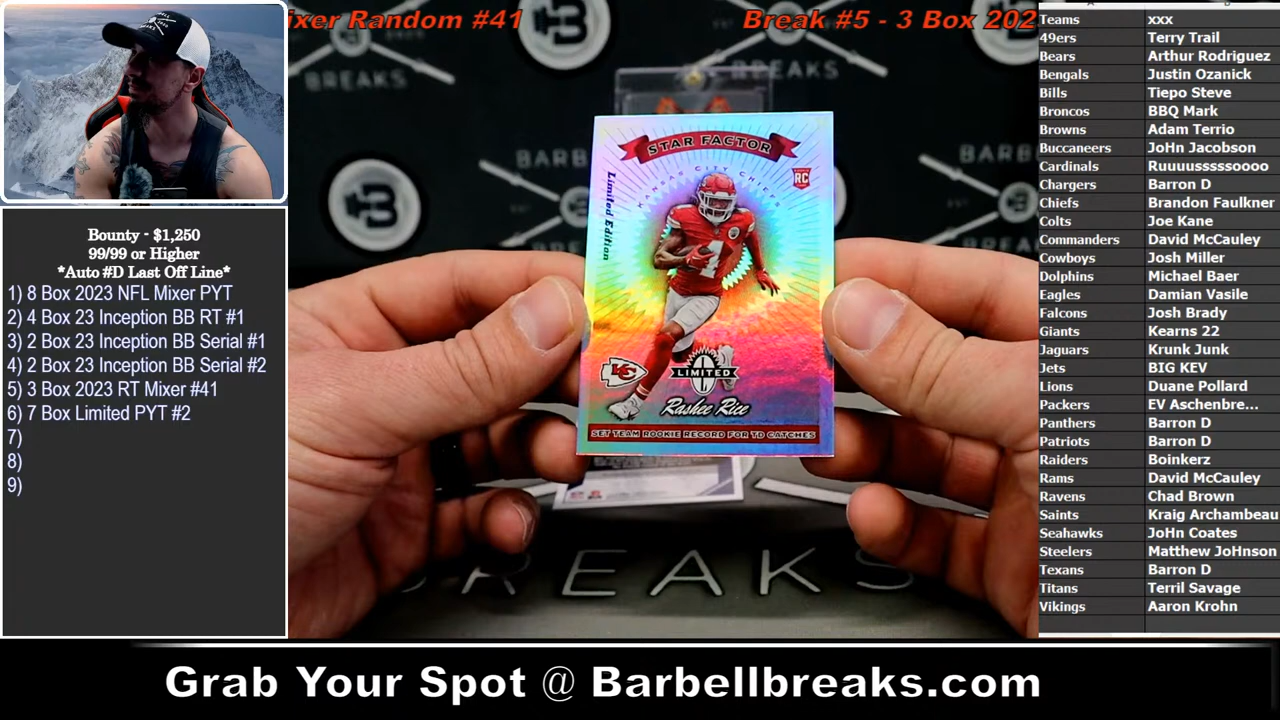 ixer Random #41
Break #5 - 3 Box 202
BREAKS
BREAKS
BARB
BARB
STAR FACTOR
KANSAS CITY CHIEFS
Limited Edition
RC
1
KC
LIMITED
Rashee Rice
SET TEAM ROOKIE RECORD FOR TD CATCHES
REAKS
Bounty - $1,250
99/99 or Higher
*Auto #D Last Off Line*
1) 8 Box 2023 NFL Mixer PYT
2) 4 Box 23 Inception BB RT #1
3) 2 Box 23 Inception BB Serial #1
4) 2 Box 23 Inception BB Serial #2
5) 3 Box 2023 RT Mixer #41
6) 7 Box Limited PYT #2
7)
8)
9)
Teams xxx
49ers Terry Trail
Bears Arthur Rodriguez
Bengals Justin Ozanick
Bills Tiepo Steve
Broncos BBQ Mark
Browns Adam Terrio
Buccaneers JoHn Jacobson
Cardinals Ruuuusssssoooo
Chargers Barron D
Chiefs Brandon Faulkner
Colts Joe Kane
Commanders David McCauley
Cowboys Josh Miller
Dolphins Michael Baer
Eagles Damian Vasile
Falcons Josh Brady
Giants Kearns 22
Jaguars Krunk Junk
Jets BIG KEV
Lions Duane Pollard
Packers EV Aschenbre...
Panthers Barron D
Patriots Barron D
Raiders Boinkerz
Rams David McCauley
Ravens Chad Brown
Saints Kraig Archambeau
Seahawks JoHn Coates
Steelers Matthew JoHnson
Texans Barron D
Titans Terril Savage
Vikings Aaron Krohn
Grab Your Spot @ Barbellbreaks.com